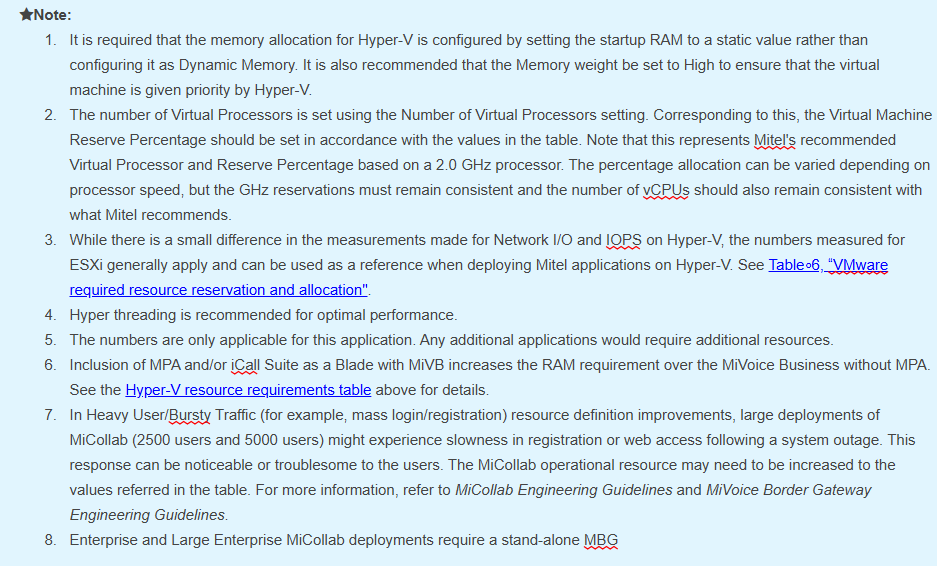 ★Note:
1. It is required that the memory allocation for Hyper-V is configured by setting the startup RAM to a static value rather than
configuring it as Dynamic Memory. It is also recommended that the Memory weight be set to High to ensure that the virtual
machine is given priority by Hyper-V.
2. The number of Virtual Processors is set using the Number of Virtual Processors setting. Corresponding to this, the Virtual Machine
Reserve Percentage should be set in accordance with the values in the table. Note that this represents Mitel's recommended
Virtual Processor and Reserve Percentage based on a 2.0 GHz processor. The percentage allocation can be varied depending on
processor speed, but the GHz reservations must remain consistent and the number of vCPUs should also remain consistent with
what Mitel recommends.
3. While there is a small difference in the measurements made for Network I/O and IOPS on Hyper-V, the numbers measured for
ESXi generally apply and can be used as a reference when deploying Mitel applications on Hyper-V. See Table∘6, “VMware
required resource reservation and allocation".
4. Hyper threading is recommended for optimal performance.
5. The numbers are only applicable for this application. Any additional applications would require additional resources.
6. Inclusion of MPA and/or iCall Suite as a Blade with MiVB increases the RAM requirement over the MiVoice Business without MPA.
See the Hyper-V resource requirements table above for details.
7. In Heavy User/Bursty Traffic (for example, mass login/registration) resource definition improvements, large deployments of
MiCollab (2500 users and 5000 users) might experience slowness in registration or web access following a system outage. This
response can be noticeable or troublesome to the users. The MiCollab operational resource may need to be increased to the
values referred in the table. For more information, refer to MiCollab Engineering Guidelines and MiVoice Border Gateway
Engineering Guidelines.
8. Enterprise and Large Enterprise MiCollab deployments require a stand-alone MBG